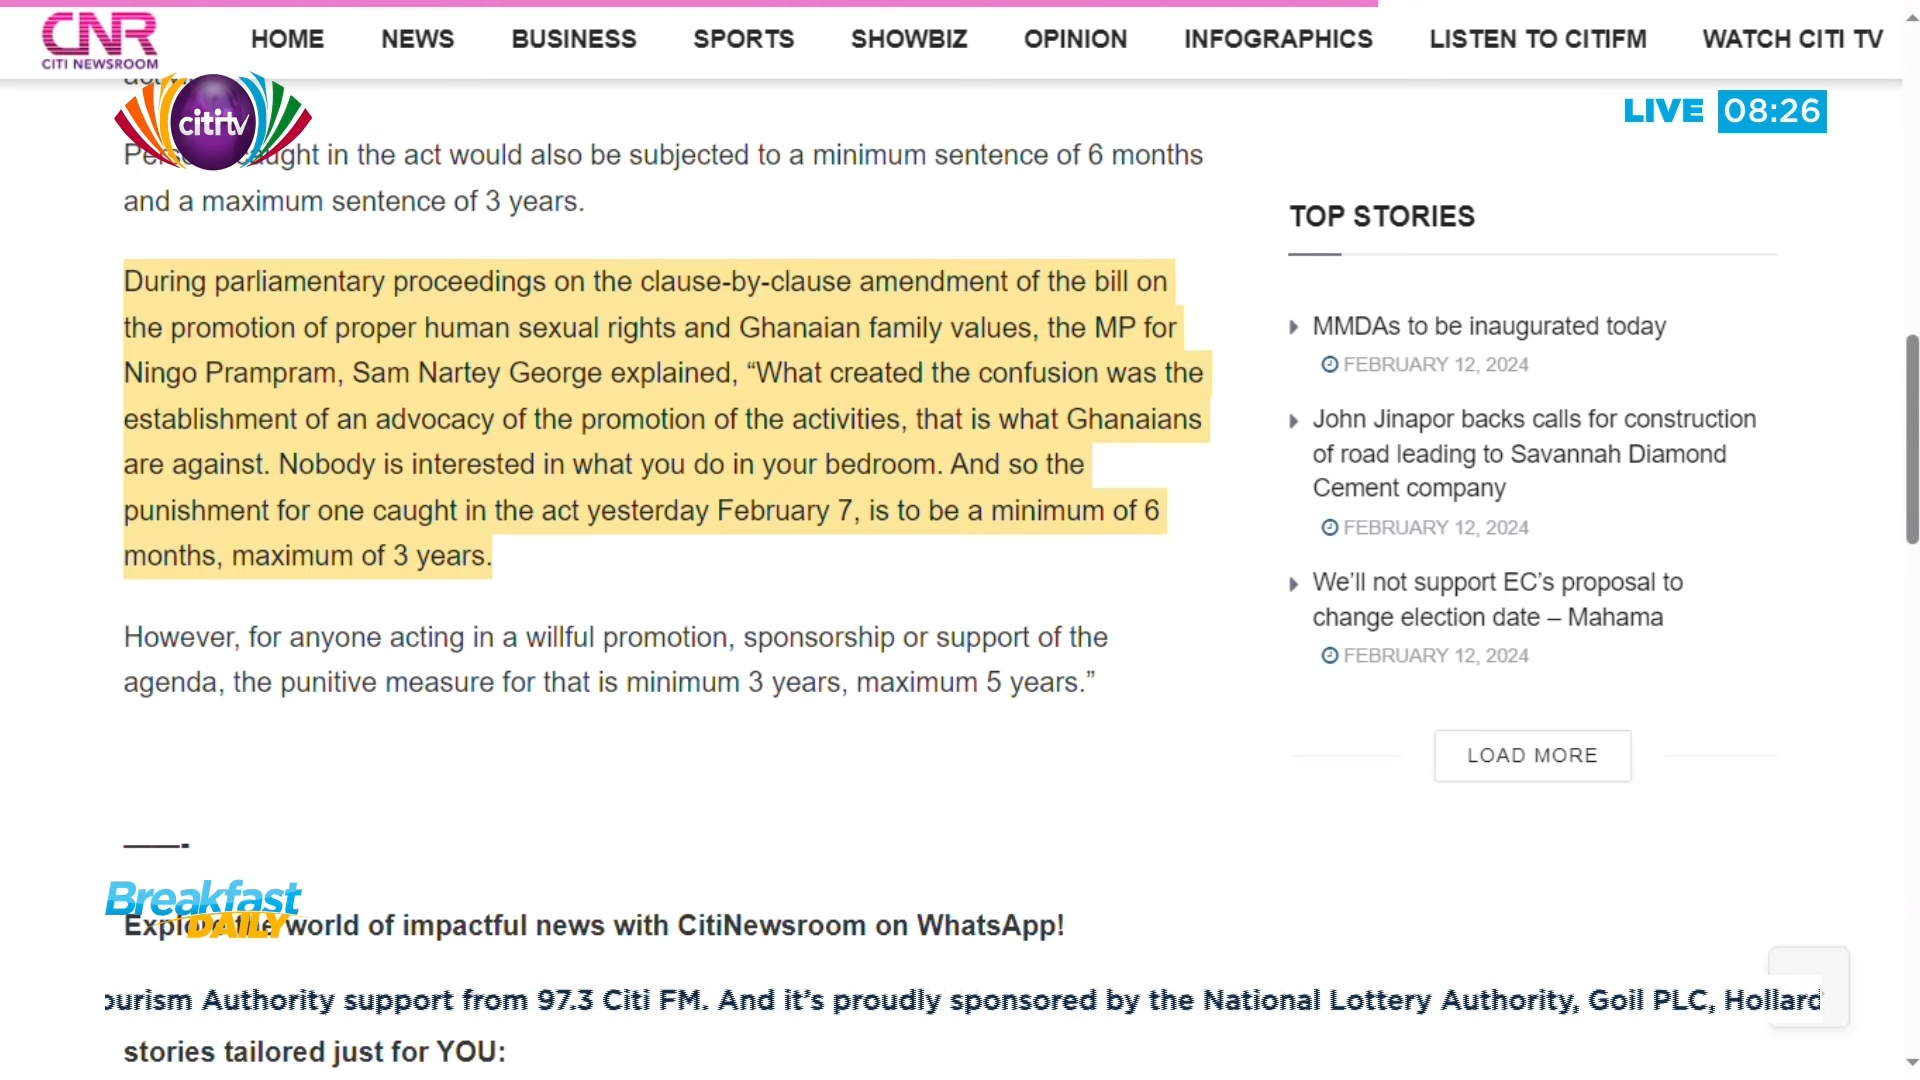 CNR
CITI NEWSROOM
HOME NEWS BUSINESS SPORTS SHOWBIZ OPINION INFOGRAPHICS LISTEN TO CITIFM WATCH CITI TV
cititv
LIVE 08:26
in the act would also be subjected to a minimum sentence of 6 months
and a maximum sentence of 3 years.
During parliamentary proceedings on the clause-by-clause amendment of the bill on
the promotion of proper human sexual rights and Ghanaian family values, the MP for
Ningo Prampram, Sam Nartey George explained, “What created the confusion was the
establishment of an advocacy of the promotion of the activities, that is what Ghanaians
are against. Nobody is interested in what you do in your bedroom. And so the
punishment for one caught in the act yesterday February 7, is to be a minimum of 6
months, maximum of 3 years.
However, for anyone acting in a willful promotion, sponsorship or support of the
agenda, the punitive measure for that is minimum 3 years, maximum 5 years.”
TOP STORIES
MMDAs to be inaugurated today
FEBRUARY 12, 2024
John Jinapor backs calls for construction
of road leading to Savannah Diamond
Cement company
FEBRUARY 12, 2024
We’ll not support EC’s proposal to
change election date – Mahama
FEBRUARY 12, 2024
LOAD MORE
——-
Breakfast
DAILY
world of impactful news with CitiNewsroom on WhatsApp!
ourism Authority support from 97.3 Citi FM. And it’s proudly sponsored by the National Lottery Authority, Goil PLC, Hollard
stories tailored just for YOU: